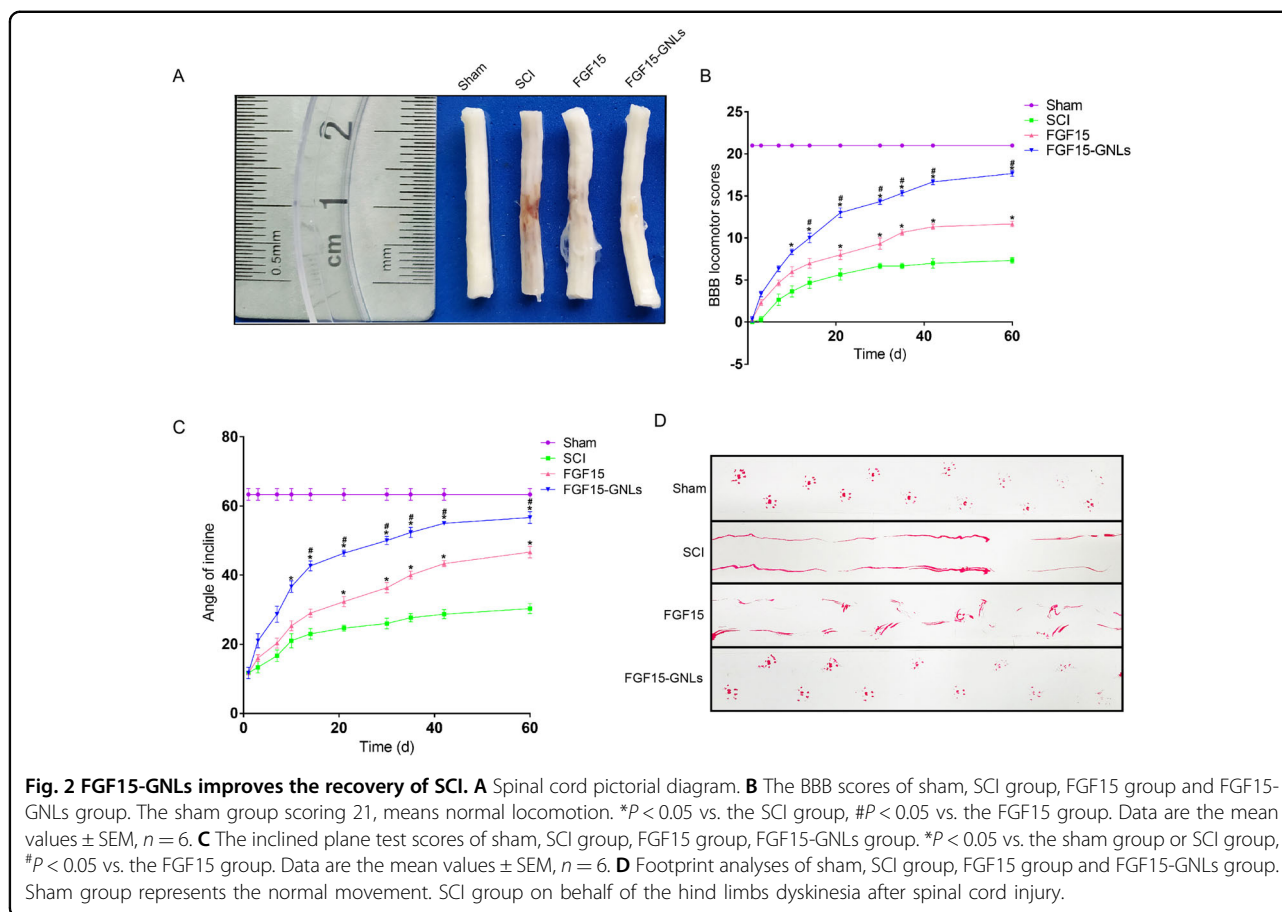 A
Sham
SCI
FGF15
FGF15-GNLs
0.5mm
cm
1
2
mm
B
25
20
15
10
5
0
-5
BBB locomotor scores
20
40
60
Time (d)
Sham
SCI
FGF15
FGF15-GNLs
* # * # * # * # * # * # *
* * * * *
C
80
60
40
20
0
Angle of incline
0
20
40
60
Time (d)
Sham
SCI
FGF15
FGF15-GNLs
* # * # * # * # * # * # *
* * * * *
D
Sham
SCI
FGF15
FGF15-GNLs
Fig. 2 FGF15-GNLs improves the recovery of SCI. A Spinal cord pictorial diagram. B The BBB scores of sham, SCI group, FGF15 group and FGF15-
GNLs group. The sham group scoring 21, means normal locomotion. *P < 0.05 vs. the SCI group, #P < 0.05 vs. the FGF15 group. Data are the mean
values ± SEM, n = 6. C The inclined plane test scores of sham, SCI group, FGF15 group, FGF15-GNLs group. *P < 0.05 vs. the sham group or SCI group,
#P < 0.05 vs. the FGF15 group. Data are the mean values ± SEM, n = 6. D Footprint analyses of sham, SCI group, FGF15 group and FGF15-GNLs group.
Sham group represents the normal movement. SCI group on behalf of the hind limbs dyskinesia after spinal cord injury.